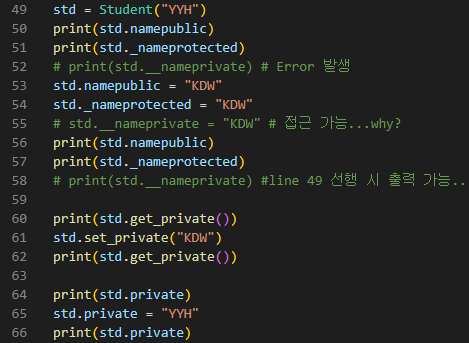 49 std = Student("YYH")
50 print(std.namepublic)
51 print(std._nameprotected)
52 # print(std.__nameprivate) # Error 발생
53 std.namepublic = "KDW"
54 std._nameprotected = "KDW"
55 # std.__nameprivate = "KDW" # 접근 가능...why?
56 print(std.namepublic)
57 print(std._nameprotected)
58 # print(std.__nameprivate) #line 49 선행 시 출력 가능..
59
60 print(std.get_private())
61 std.set_private("KDW")
62 print(std.get_private())
63
64 print(std.private)
65 std.private = "YYH"
66 print(std.private)